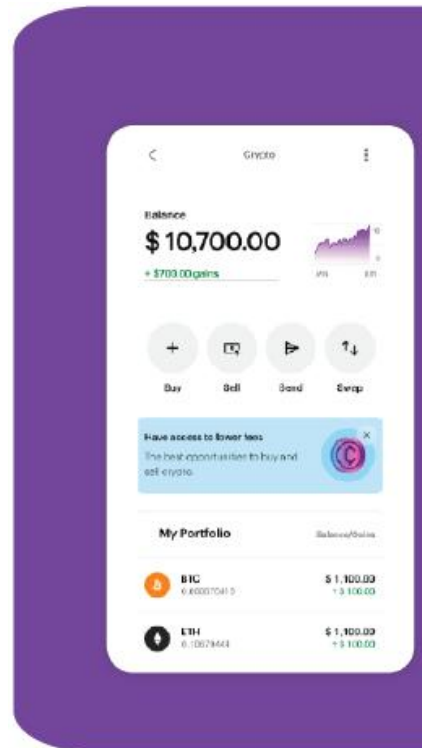 Crypto
Balance
$ 10,700.00
+ $700.00 gains
10
0
Buy
Sell
Send
Swap
Have access to lower fees
The best opportunities to buy and
sell crypto.
My Portfolio
Balance/Gains
BTC
$ 1,100.00
+ $ 100.00
ETH
$ 1,100.00
+ $ 100.00